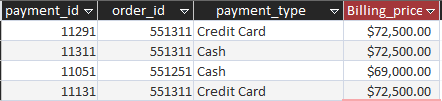 payment_id order_id payment_type Billing_price
11291 551311 Credit Card $72,500.00
11311 551311 Cash $72,500.00
11051 551251 Cash $69,000.00
11131 551311 Credit Card $72,500.00